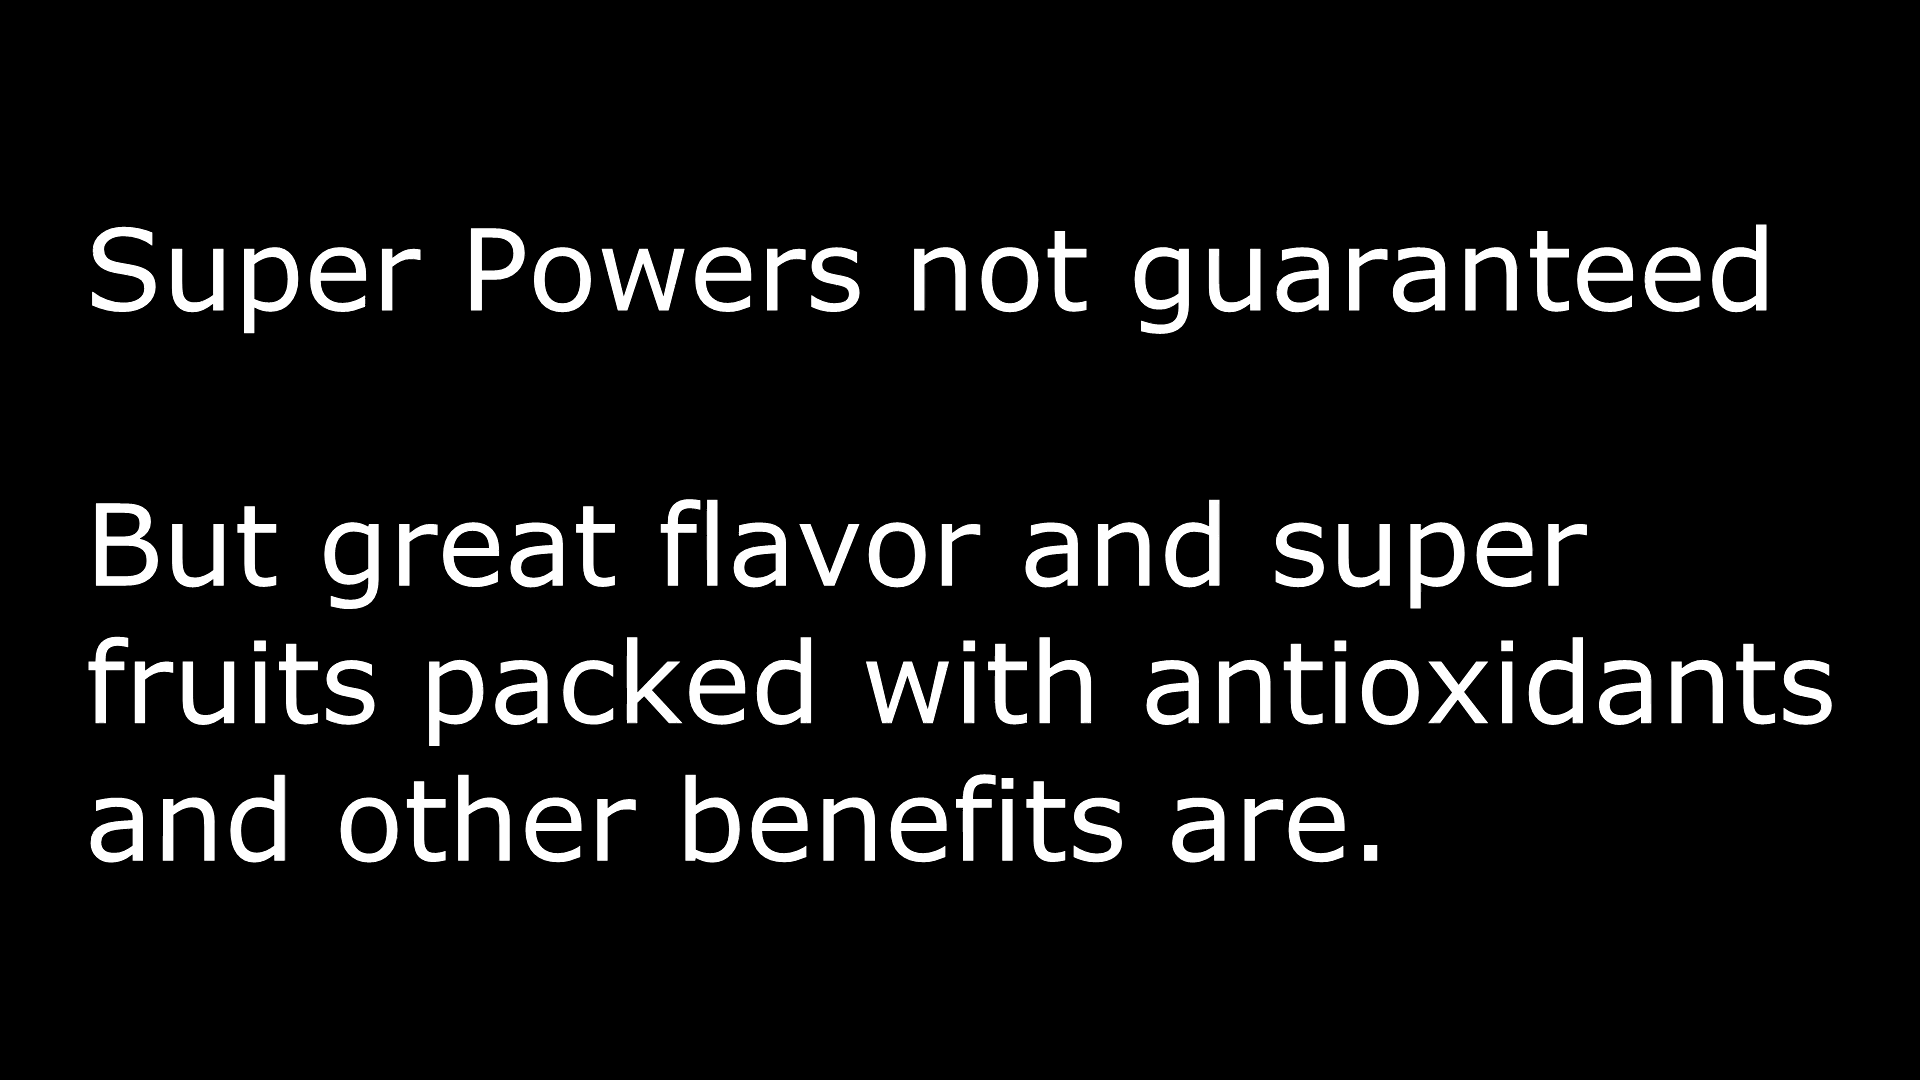 Super Powers not guaranteed
But great flavor and super
fruits packed with antioxidants
and other benefits are.